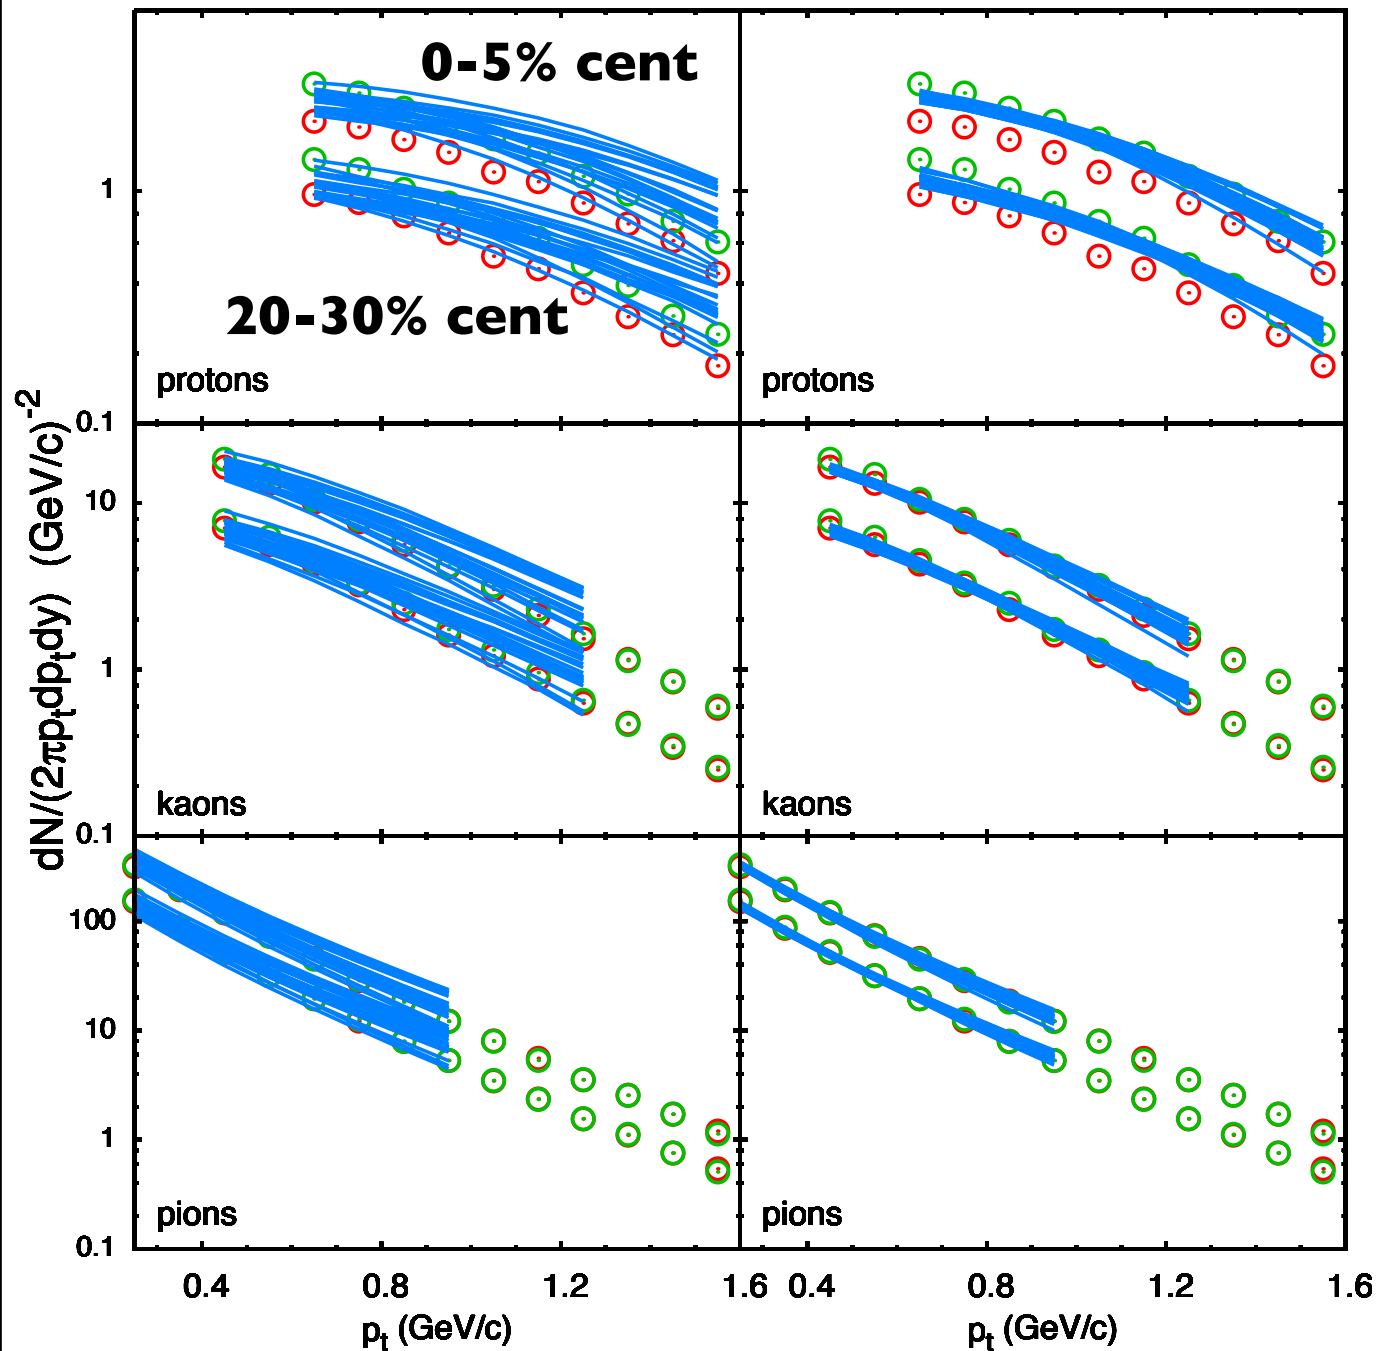 0-5% cent
20-30% cent
protons
protons
1
0.1
kaons
kaons
10
1
0.1
pions
pions
100
10
1
0.1
dN/(2πp_tdp_tdy) (GeV/c)^-2
0.4 0.8 1.2 1.6 0.4 0.8 1.2 1.6
p_t (GeV/c) p_t (GeV/c)